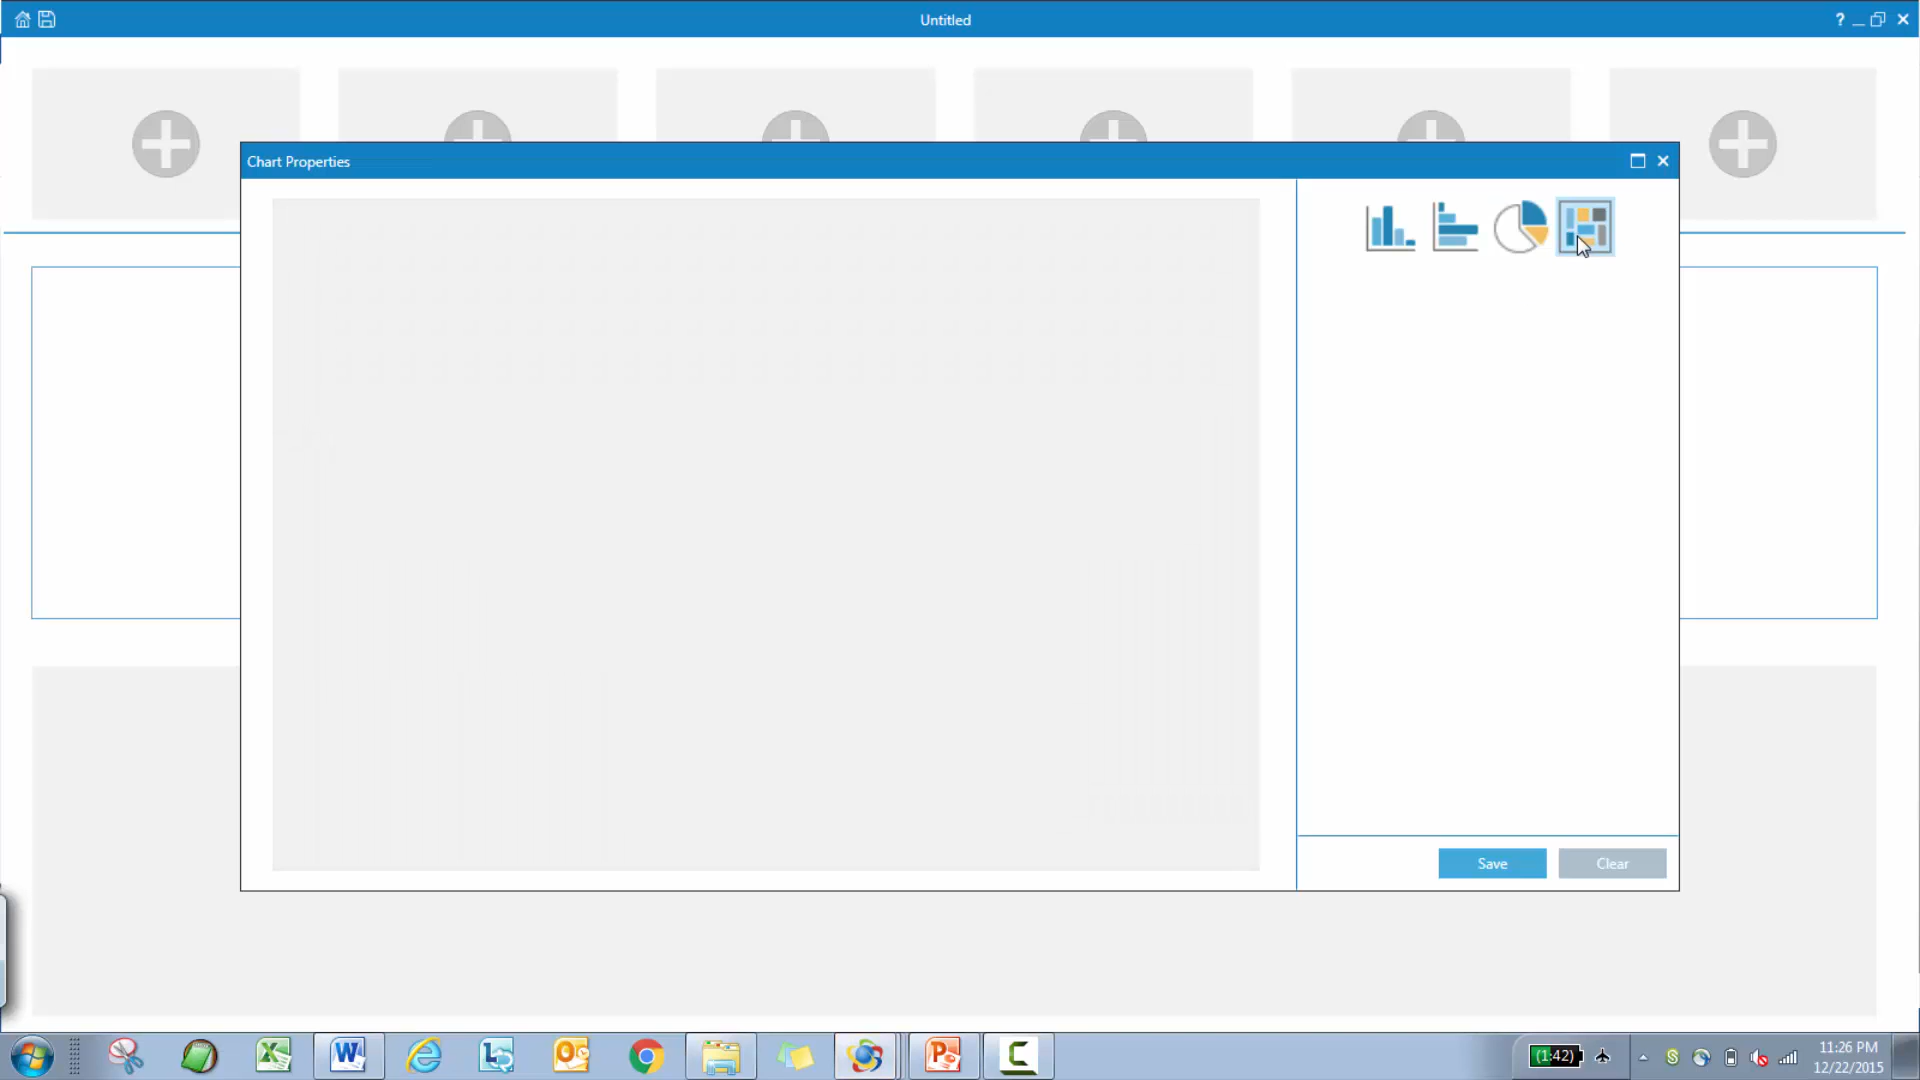 Untitled
?
Chart Properties
Save
Clear
(1:42)
11:26 PM
12/22/2015